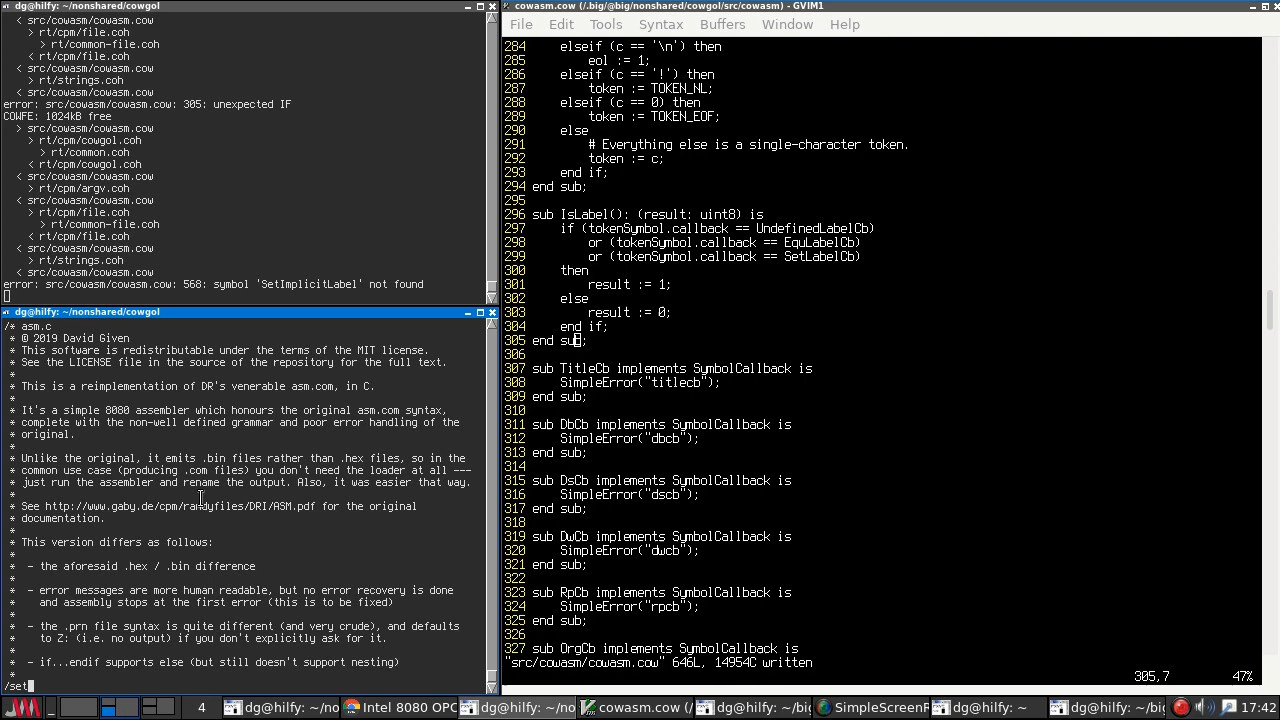 dg@hilfy: ~/nonshared/cowgol
< src/cowasm/cowasm.cow
> rt/cpm/file.coh
> rt/common-file.coh
< rt/cpm/file.coh
< src/cowasm/cowasm.cow
> rt/strings.coh
< src/cowasm/cowasm.cow
error: src/cowasm/cowasm.cow: 305: unexpected IF
COWFE: 1024kB free
> src/cowasm/cowasm.cow
> rt/cpm/cowgol.coh
> rt/common.coh
< rt/cpm/cowgol.coh
< src/cowasm/cowasm.cow
> rt/cpm/argv.coh
< src/cowasm/cowasm.cow
> rt/cpm/file.coh
> rt/common-file.coh
< rt/cpm/file.coh
< src/cowasm/cowasm.cow
> rt/strings.coh
< src/cowasm/cowasm.cow
error: src/cowasm/cowasm.cow: 568: symbol 'SetImplicitLabel' not found
dg@hilfy: ~/nonshared/cowgol
/* asm.c
* © 2019 David Given
* This software is redistributable under the terms of the MIT license.
* See the LICENSE file in the source of the repository for the full text.
*
* This is a reimplementation of DR's venerable asm.com, in C.
*
* It's a simple 8080 assembler which honours the original asm.com syntax,
* complete with the non-well defined grammar and poor error handling of the
* original.
*
* Unlike the original, it emits .bin files rather than .hex files, so in the
* common use case (producing .com files) you don't need the loader at all ---
* just run the assembler and rename the output. Also, it was easier that way.
*
* See http://www.gaby.de/cpm/randyfiles/DRI/ASM.pdf for the original
* documentation.
*
* This version differs as follows:
*
* - the aforesaid .hex / .bin difference
*
* - error messages are more human readable, but no error recovery is done
* and assembly stops at the first error (this is to be fixed)
*
* - the .prn file syntax is quite different (and very crude), and defaults
* to Z: (i.e. no output) if you don't explicitly ask for it.
*
* - if...endif supports else (but still doesn't support nesting)
*
/set
cowasm.cow (/.big/@big/nonshared/cowgol/src/cowasm) - GVIM1
File Edit Tools Syntax Buffers Window Help
284 elseif (c == '\n') then
285 eol := 1;
286 elseif (c == '!') then
287 token := TOKEN_NL;
288 elseif (c == 0) then
289 token := TOKEN_EOF;
290 else
291 # Everything else is a single-character token.
292 token := c;
293 end if;
294 end sub;
295
296 sub IsLabel(): (result: uint8) is
297 if (tokenSymbol.callback == UndefinedLabelCb)
298 or (tokenSymbol.callback == EquLabelCb)
299 or (tokenSymbol.callback == SetLabelCb)
300 then
301 result := 1;
302 else
303 result := 0;
304 end if;
305 end sub;
306
307 sub TitleCb implements SymbolCallback is
308 SimpleError("titlecb");
309 end sub;
310
311 sub DbCb implements SymbolCallback is
312 SimpleError("dbcb");
313 end sub;
314
315 sub DsCb implements SymbolCallback is
316 SimpleError("dscb");
317 end sub;
318
319 sub DwCb implements SymbolCallback is
320 SimpleError("dwcb");
321 end sub;
322
323 sub RpCb implements SymbolCallback is
324 SimpleError("rpcb");
325 end sub;
326
327 sub OrgCb implements SymbolCallback is
"src/cowasm/cowasm.cow" 646L, 14954C written
305,7 47%
4 dg@hilfy: ~/no Intel 8080 OPC dg@hilfy: ~/no cowasm.cow (/ dg@hilfy: ~/big SimpleScreenR dg@hilfy: ~ dg@hilfy: ~/big 17:42